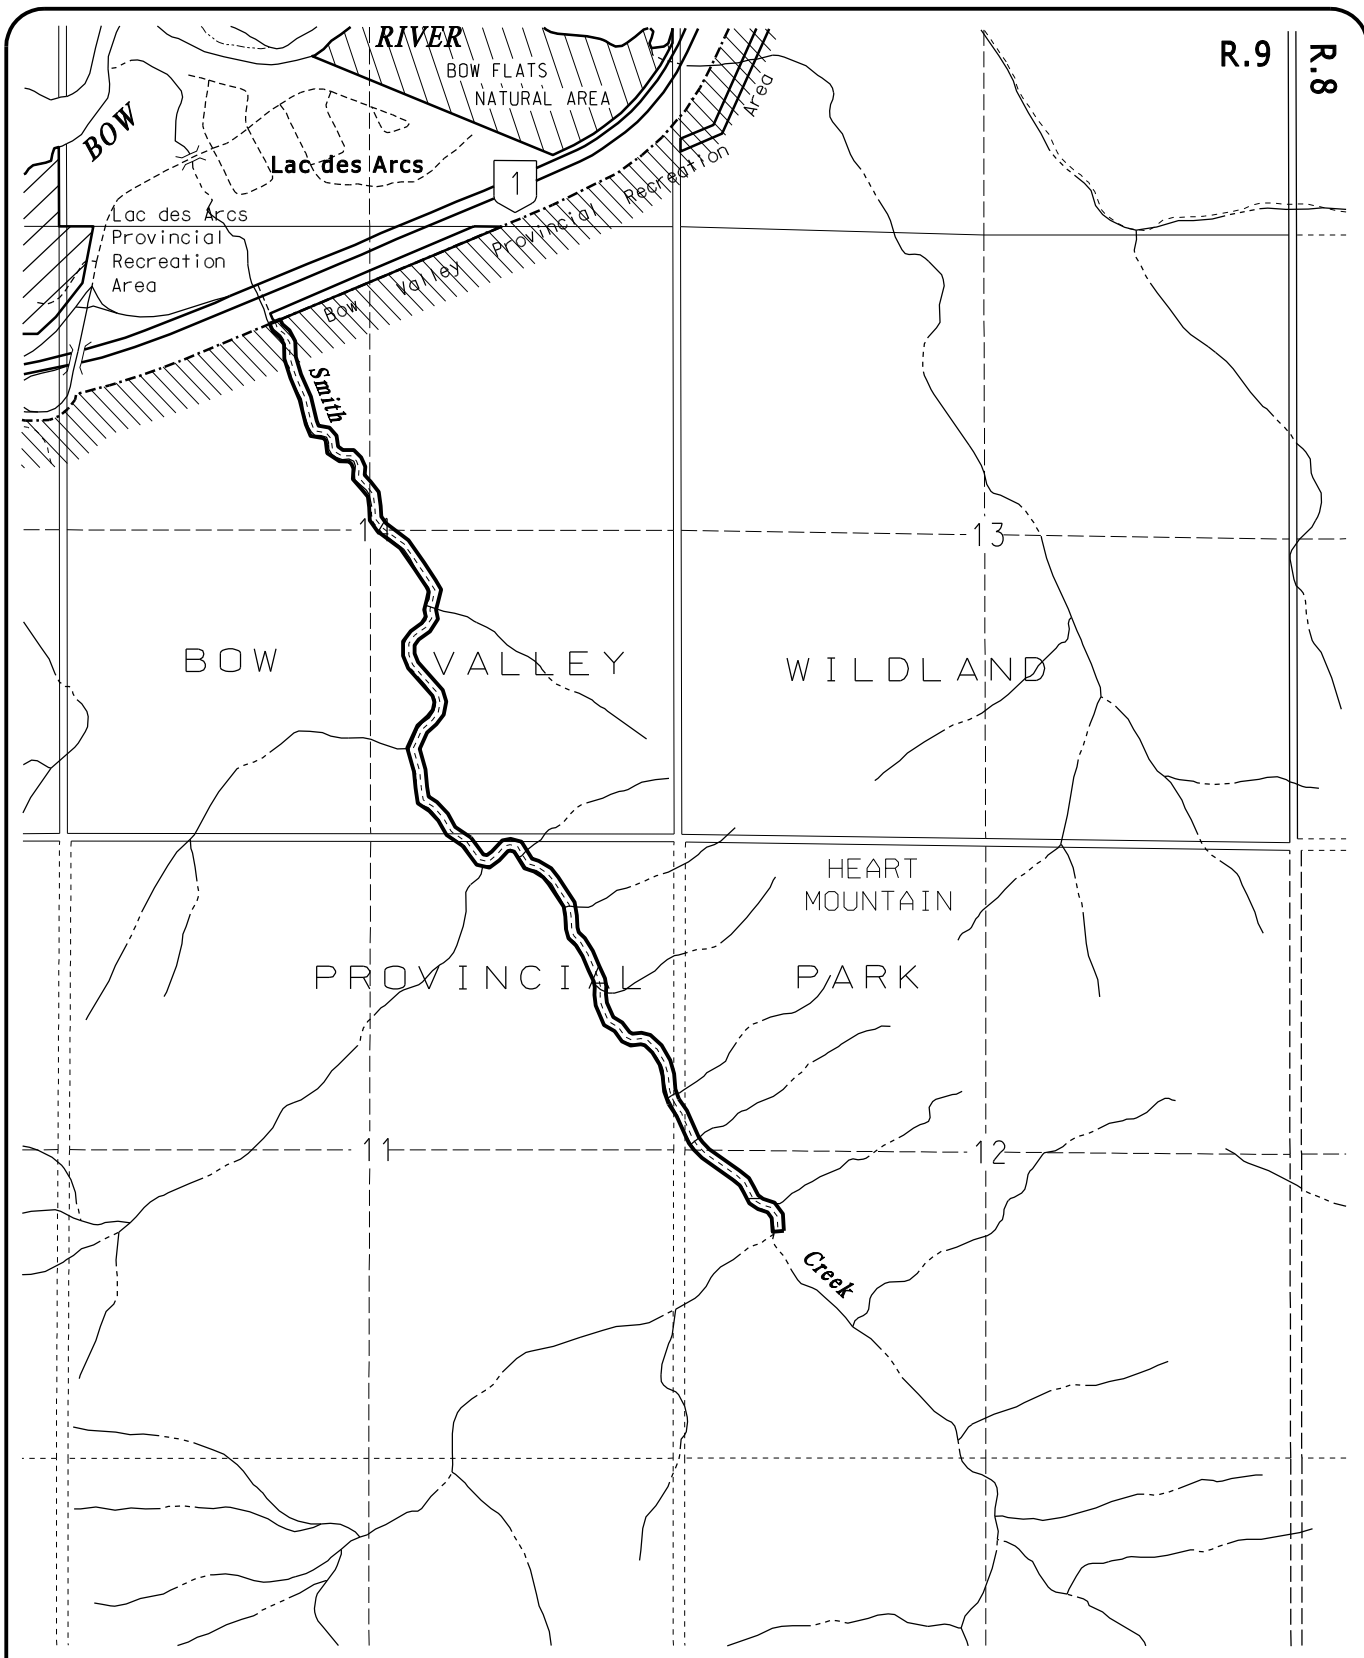 RIVER
R.9
R.8
BOW FLATS
NATURAL AREA
Area
BOW
Lac des Arcs
1
Lac des Arcs
Provincial
Recreation
Area
Bow Valley Provincial Recreation
Smith
13
BOW VALLEY WILDLAND
HEART
MOUNTAIN
PROVINCIAL PARK
11
12
Creek